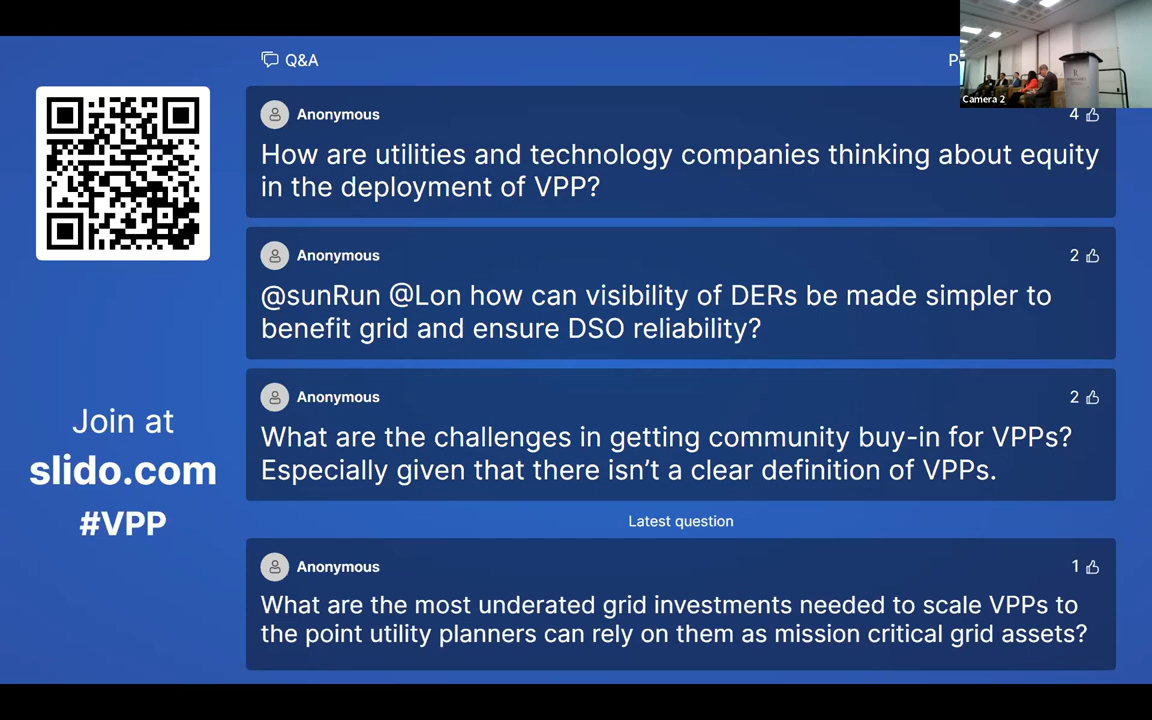 Q&A
Camera 2
Anonymous
4
How are utilities and technology companies thinking about equity
in the deployment of VPP?
Anonymous
2
@sunRun @Lon how can visibility of DERs be made simpler to
benefit grid and ensure DSO reliability?
Anonymous
2
What are the challenges in getting community buy-in for VPPs?
Especially given that there isn't a clear definition of VPPs.
Latest question
Anonymous
1
What are the most underated grid investments needed to scale VPPs to
the point utility planners can rely on them as mission critical grid assets?
Join at
slido.com
#VPP